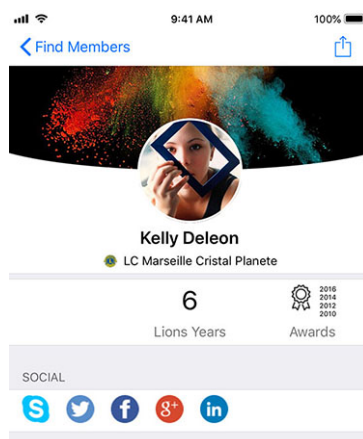 9:41 AM
100%
Find Members
Kelly Deleon
LC Marseille Cristal Planete
6
Lions Years
2016
2014
2012
2010
Awards
SOCIAL